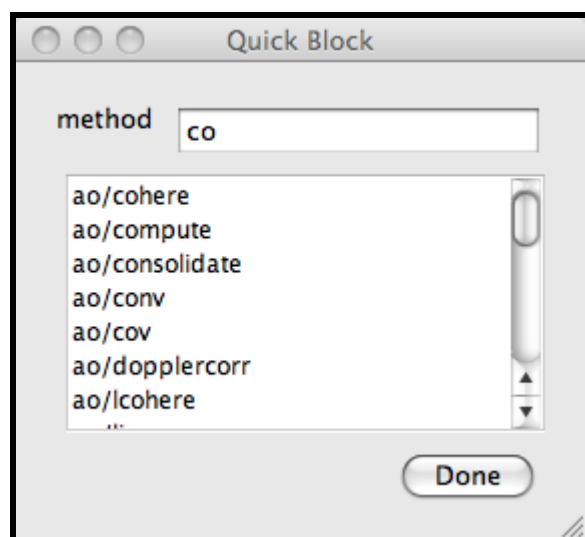 Quick Block
method co
ao/cohere
ao/compute
ao/consolidate
ao/conv
ao/cov
ao/dopplercorr
ao/lcohere
Done